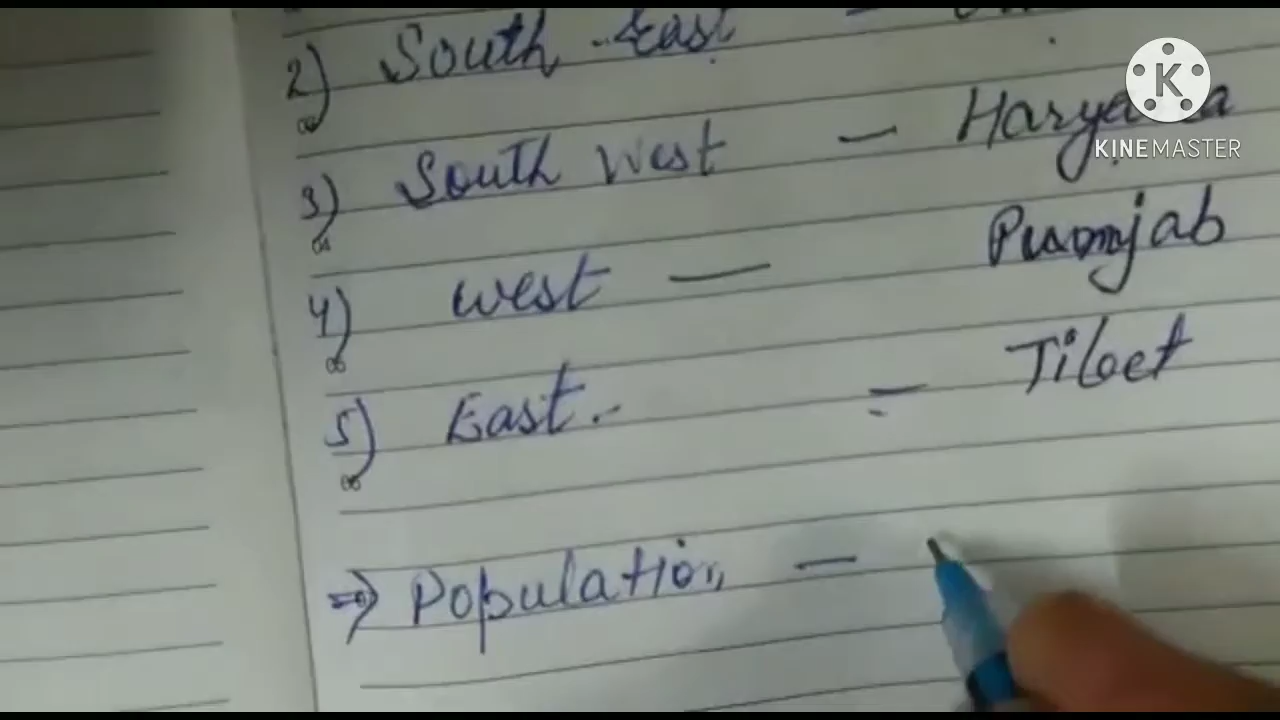 2) South East -
3) South West - Haryana
KINEMASTER
4) West - Punjab
5) East. - Tibet
⇒ Population -